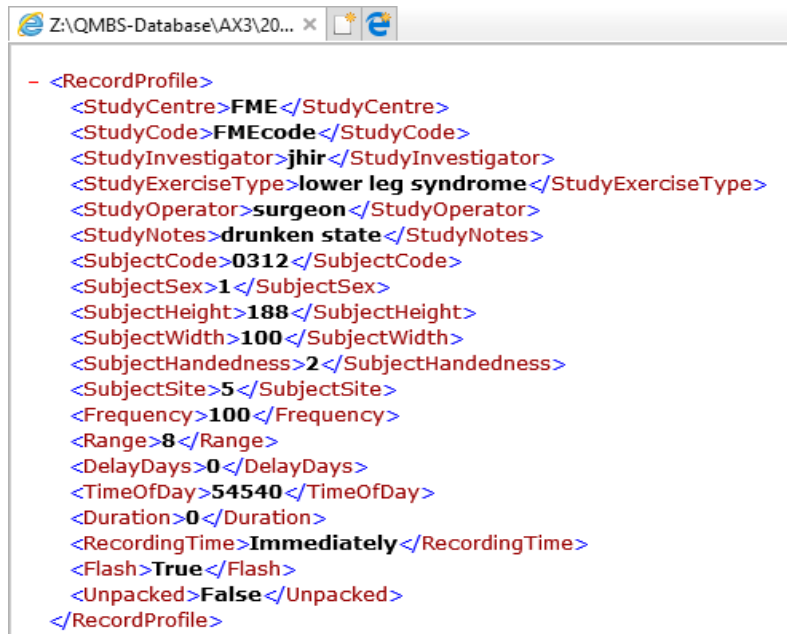 Z:\QMBS-Database\AX3\20...
- <RecordProfile>
<StudyCentre>FME</StudyCentre>
<StudyCode>FMEcode</StudyCode>
<StudyInvestigator>jhir</StudyInvestigator>
<StudyExerciseType>lower leg syndrome</StudyExerciseType>
<StudyOperator>surgeon</StudyOperator>
<StudyNotes>drunken state</StudyNotes>
<SubjectCode>0312</SubjectCode>
<SubjectSex>1</SubjectSex>
<SubjectHeight>188</SubjectHeight>
<SubjectWidth>100</SubjectWidth>
<SubjectHandedness>2</SubjectHandedness>
<SubjectSite>5</SubjectSite>
<Frequency>100</Frequency>
<Range>8</Range>
<DelayDays>0</DelayDays>
<TimeOfDay>54540</TimeOfDay>
<Duration>0</Duration>
<RecordingTime>Immediately</RecordingTime>
<Flash>True</Flash>
<Unpacked>False</Unpacked>
</RecordProfile>